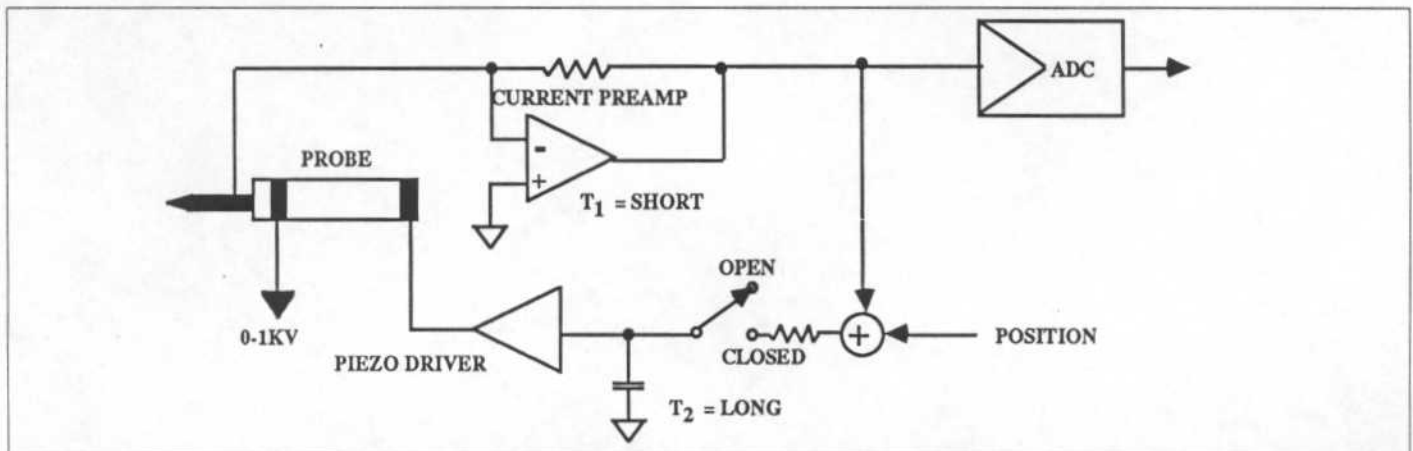 ADC
CURRENT PREAMP
-
+
PROBE
T1 = SHORT
OPEN
0-1KV
PIEZO DRIVER
CLOSED
+
POSITION
T2 = LONG